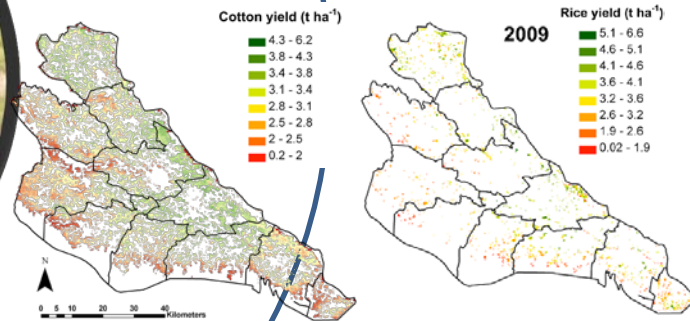 Cotton yield (t ha⁻¹)
4.3 - 6.2
3.8 - 4.3
3.4 - 3.8
3.1 - 3.4
2.8 - 3.1
2.5 - 2.8
2 - 2.5
0.2 - 2
N
0 5 10 20 30 40
Kilometers
2009
Rice yield (t ha⁻¹)
5.1 - 6.6
4.6 - 5.1
4.1 - 4.6
3.6 - 4.1
3.2 - 3.6
2.6 - 3.2
1.9 - 2.6
0.02 - 1.9